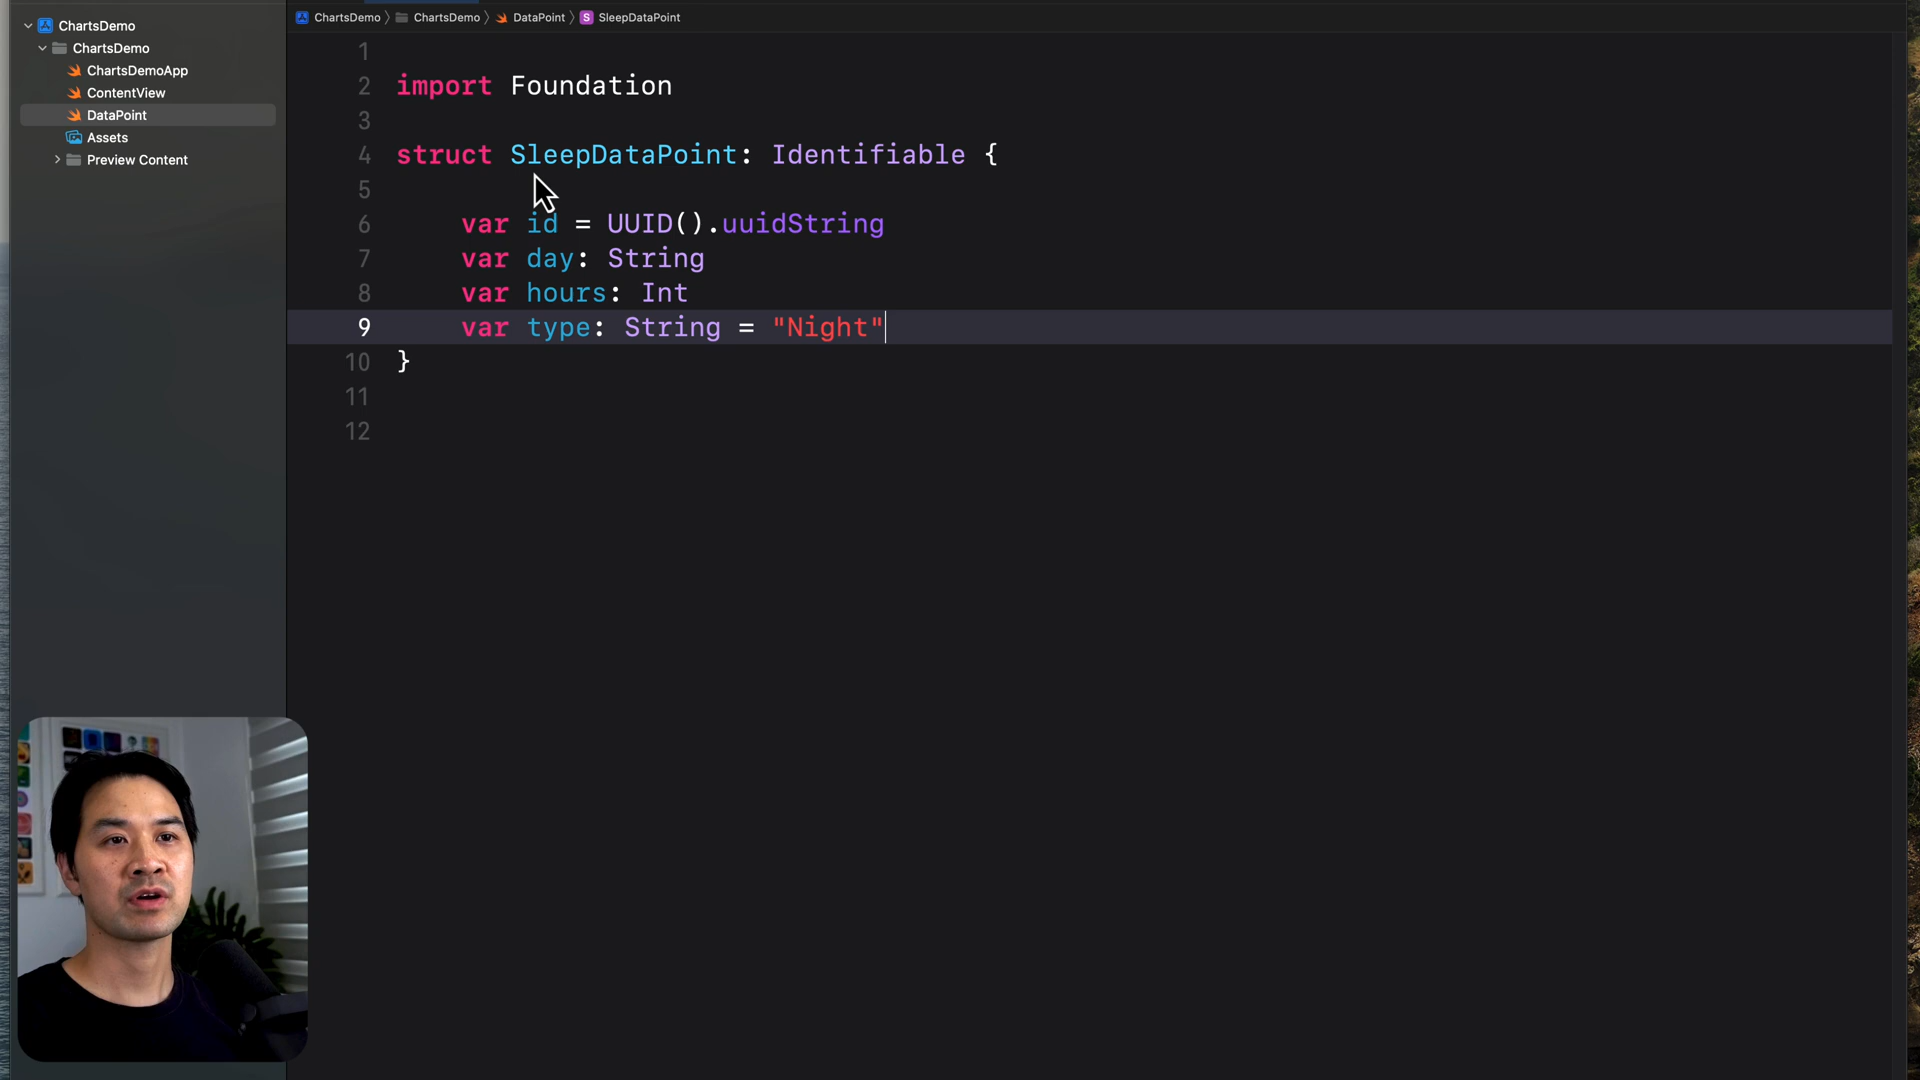 ChartsDemo
ChartsDemo
ChartsDemoApp
ContentView
DataPoint
Assets
Preview Content
ChartsDemo 〉 ChartsDemo 〉 DataPoint 〉 S SleepDataPoint
1
2 import Foundation
3
4 struct SleepDataPoint: Identifiable {
5
6 var id = UUID().uuidString
7 var day: String
8 var hours: Int
9 var type: String = "Night"
10 }
11
12